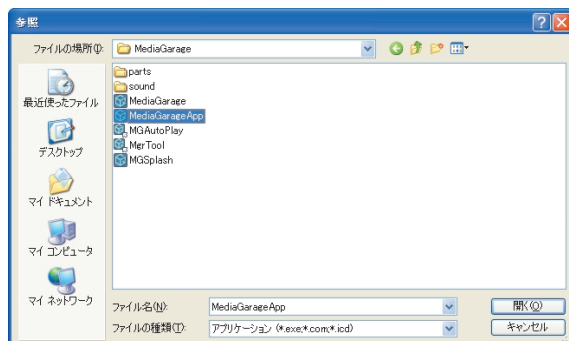 参照
ファイルの場所(I):
MediaGarage
最近使ったファイル
デスクトップ
マイ ドキュメント
マイ コンピュータ
マイ ネットワーク
parts
sound
MediaGarage
MediaGarageApp
MGAutoPlay
MgrTool
MGSplash
ファイル名(N):
MediaGarageApp
開く(O)
ファイルの種類(T):
アプリケーション (*.exe;*.com;*.icd)
キャンセル